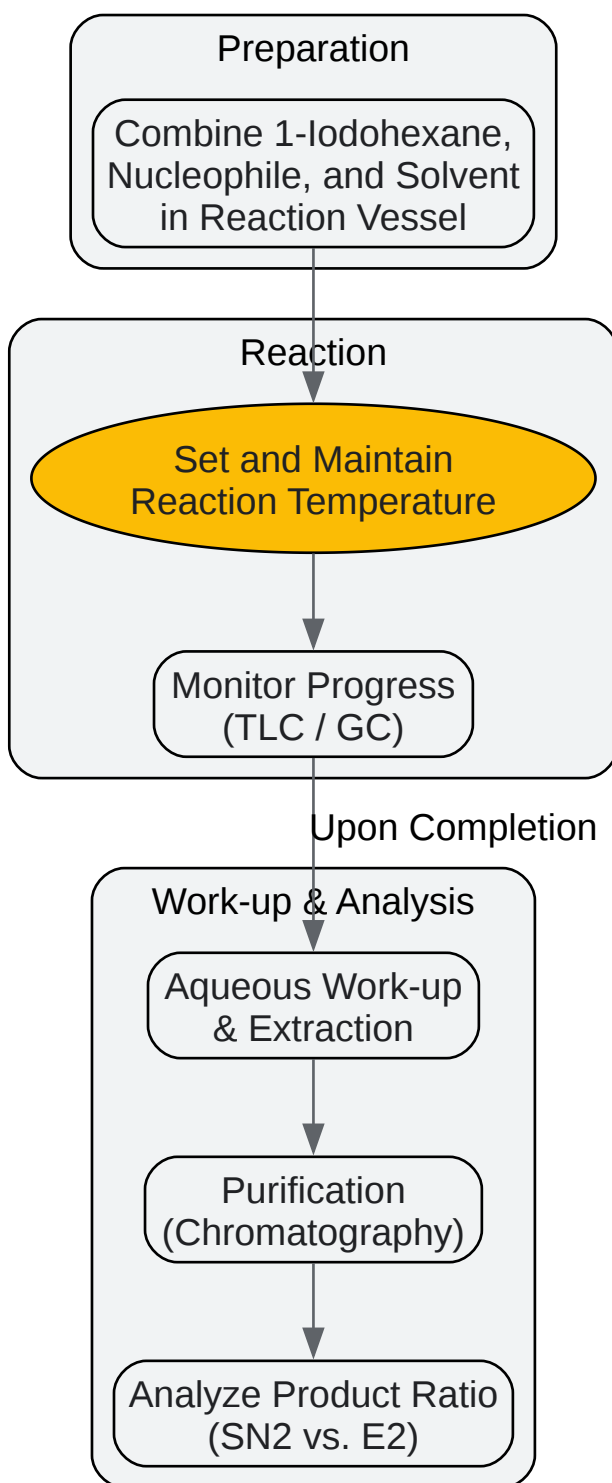 Preparation
Combine 1-Iodohexane,
Nucleophile, and Solvent
in Reaction Vessel
Reaction
Set and Maintain
Reaction Temperature
Monitor Progress
(TLC / GC)
Upon Completion
Work-up & Analysis
Aqueous Work-up
& Extraction
Purification
(Chromatography)
Analyze Product Ratio
(SN2 vs. E2)